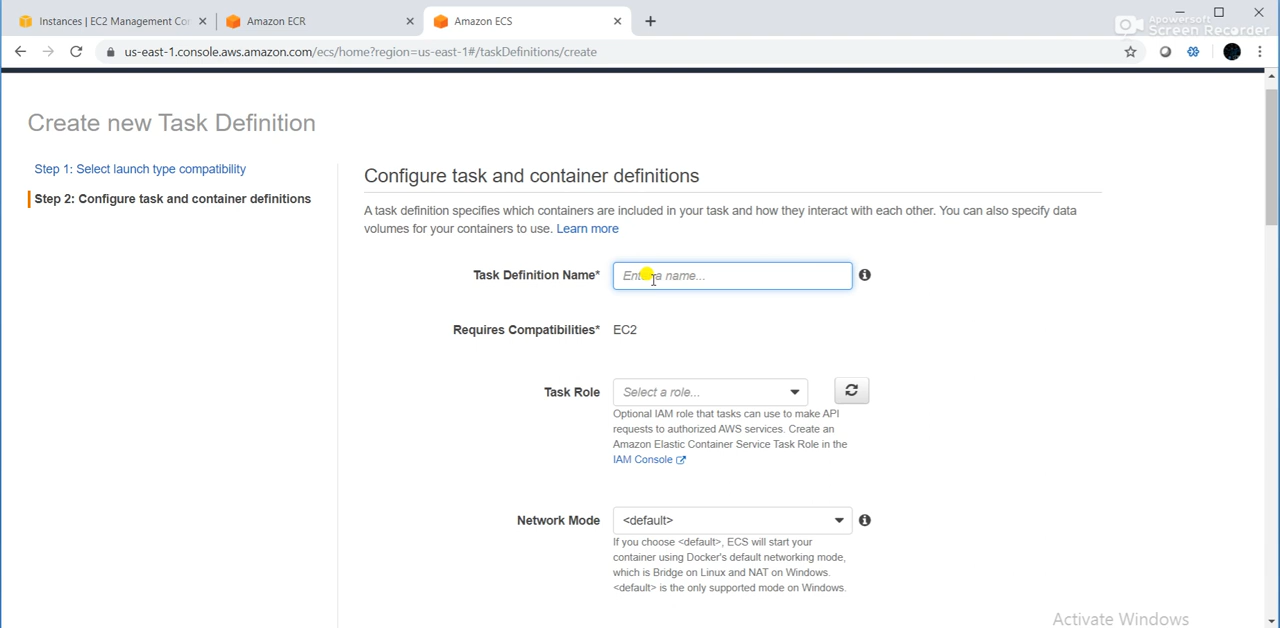 Instances | EC2 Management Con
Amazon ECR
Amazon ECS
Apowersoft
Screen Recorder
us-east-1.console.aws.amazon.com/ecs/home?region=us-east-1#/taskDefinitions/create
Create new Task Definition
Step 1: Select launch type compatibility
Step 2: Configure task and container definitions
Configure task and container definitions
A task definition specifies which containers are included in your task and how they interact with each other. You can also specify data
volumes for your containers to use. Learn more
Task Definition Name*
Enter a name...
Requires Compatibilities*
EC2
Task Role
Select a role...
Optional IAM role that tasks can use to make API
requests to authorized AWS services. Create an
Amazon Elastic Container Service Task Role in the
IAM Console
Network Mode
<default>
If you choose <default>, ECS will start your
container using Docker's default networking mode,
which is Bridge on Linux and NAT on Windows.
<default> is the only supported mode on Windows.
Activate Windows